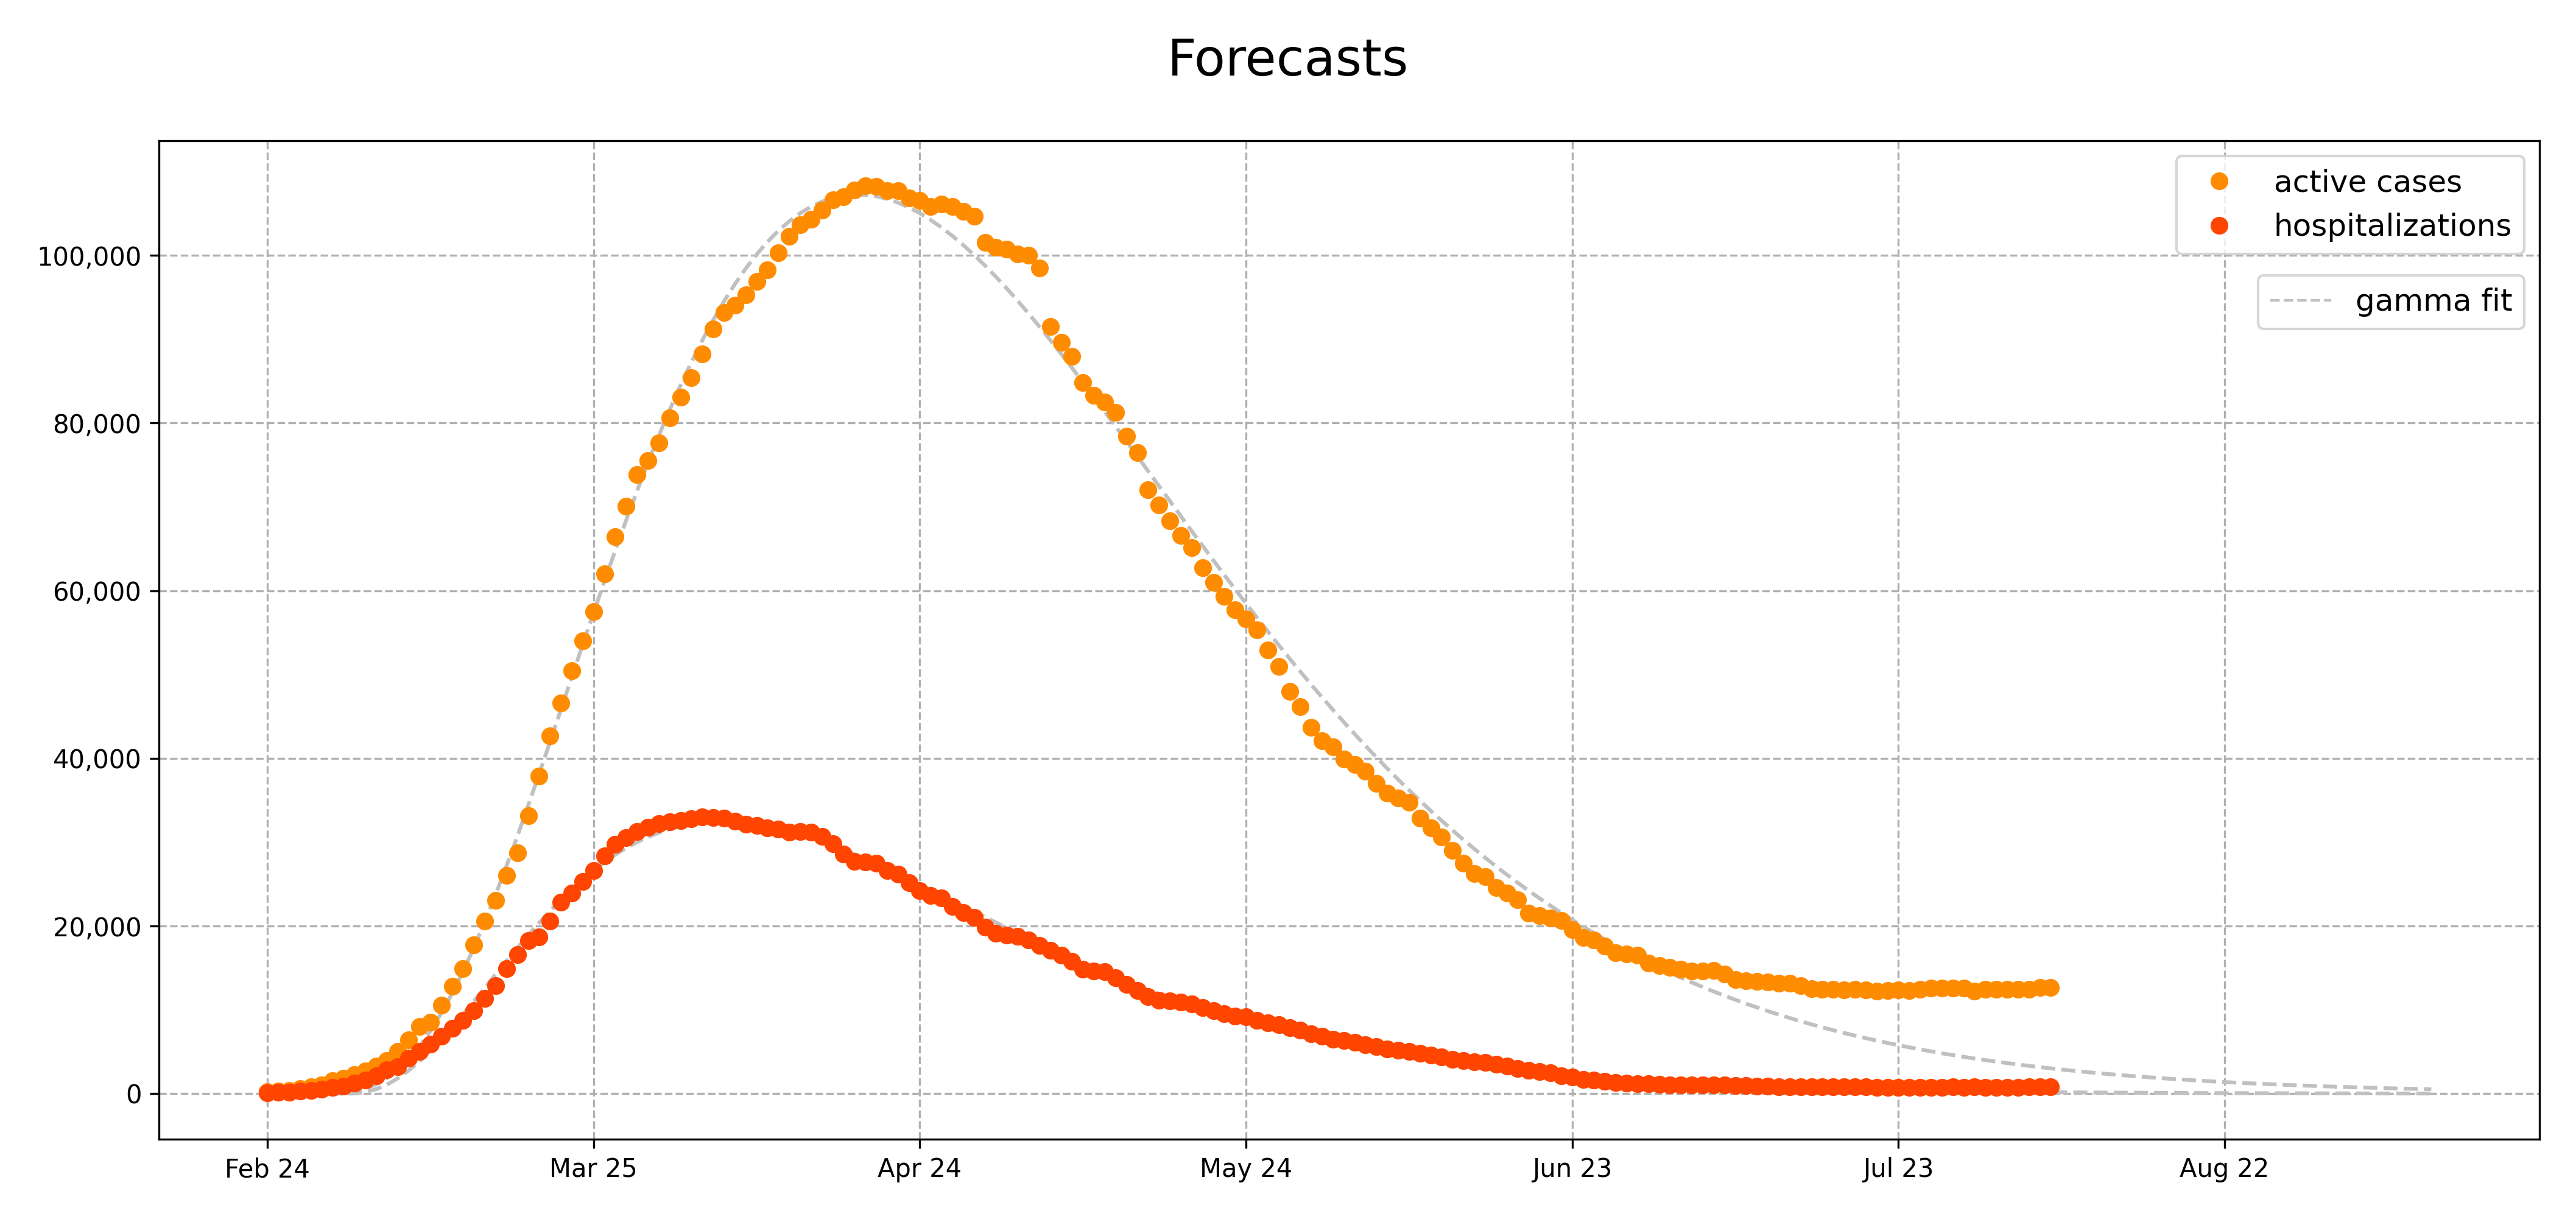 Forecasts
active cases
hospitalizations
gamma fit
100,000
80,000
60,000
40,000
20,000
0
Feb 24
Mar 25
Apr 24
May 24
Jun 23
Jul 23
Aug 22